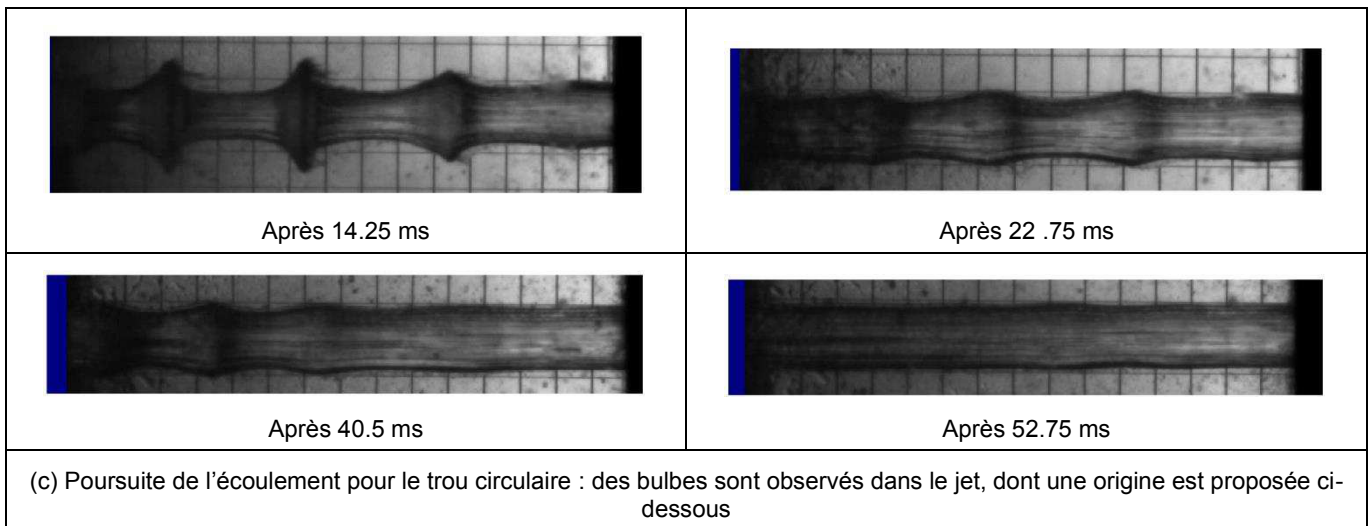 Après 14.25 ms
Après 22 .75 ms
Après 40.5 ms
Après 52.75 ms
(c) Poursuite de l'écoulement pour le trou circulaire : des bulbes sont observés dans le jet, dont une origine est proposée ci-
dessous